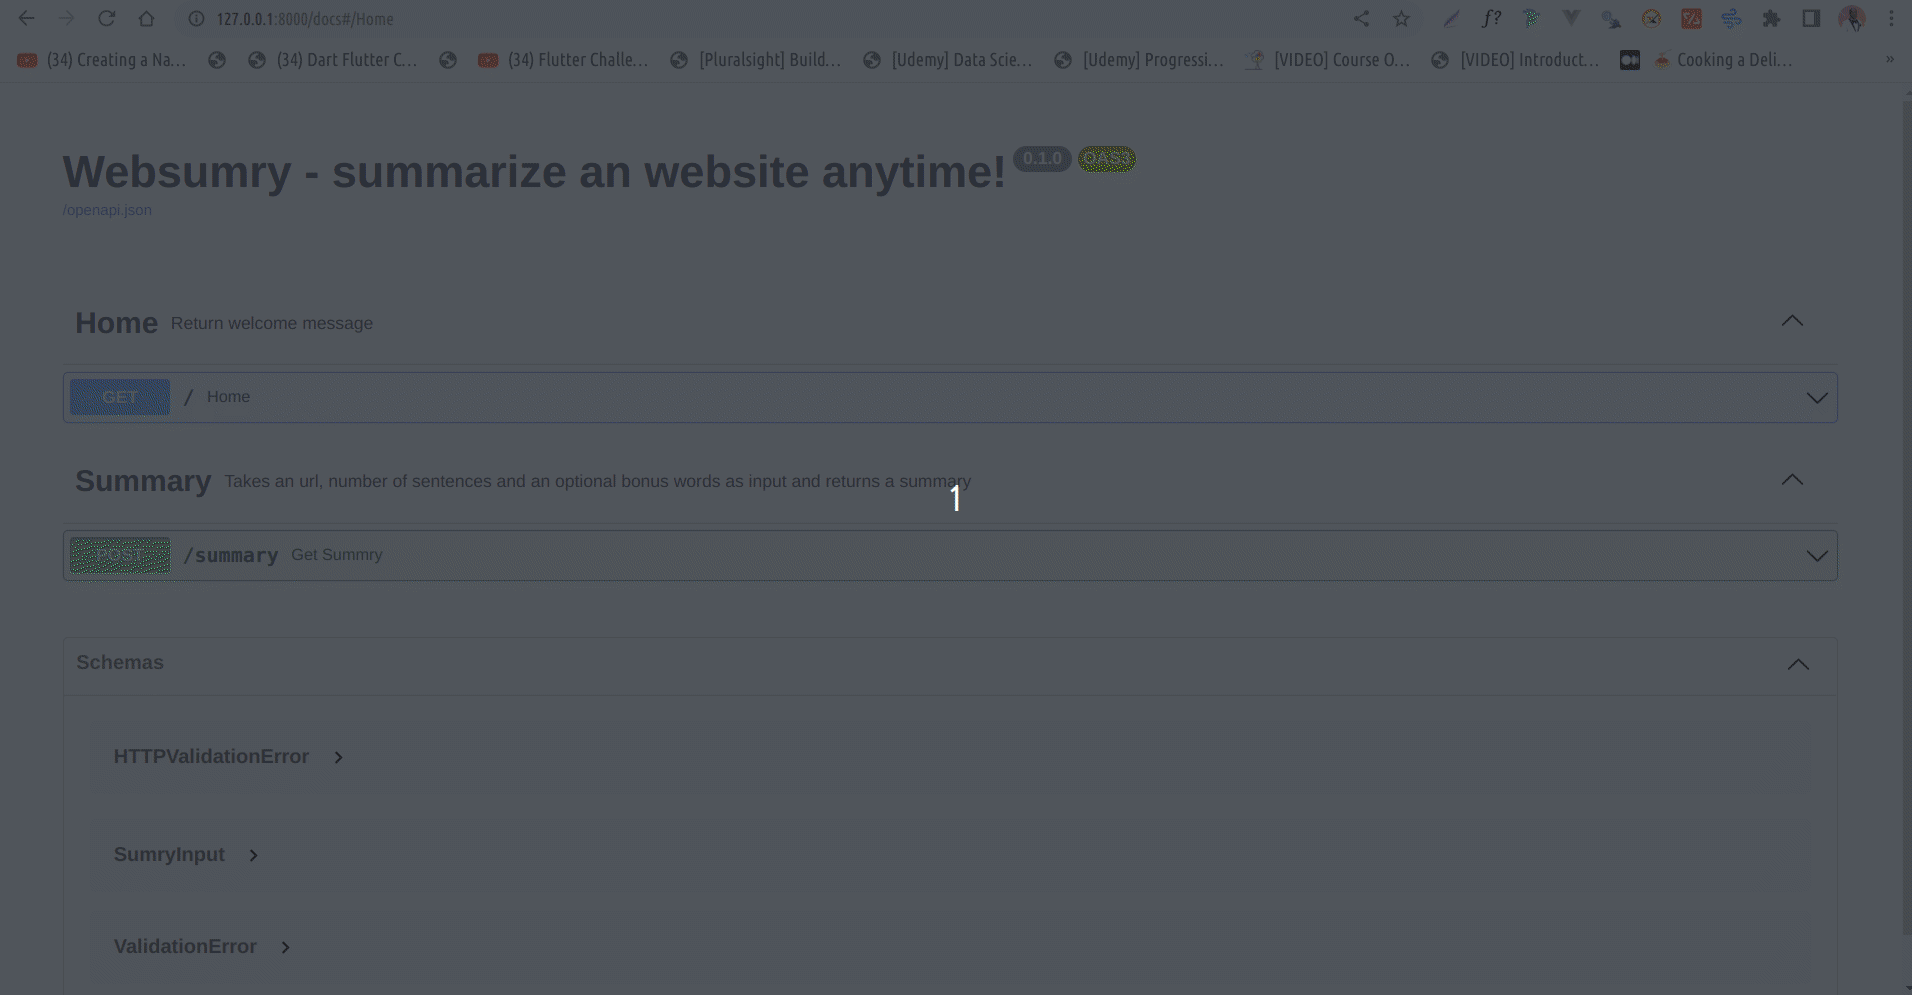 127.0.0.1:8000/docs#/Home
f?
(34) Creating a Na... (34) Dart Flutter C... (34) Flutter Challe... [Pluralsight] Build... [Udemy] Data Scie... [Udemy] Progressi... [VIDEO] Course O... [VIDEO] Introduct... Cooking a Deli... »
Websumry - summarize an website anytime! 0.1.0 OAS3
/openapi.json
Home Return welcome message
GET / Home
Summary Takes an url, number of sentences and an optional bonus words as input and returns a summary
1
POST /summary Get Summry
Schemas
HTTPValidationError
SumryInput
ValidationError